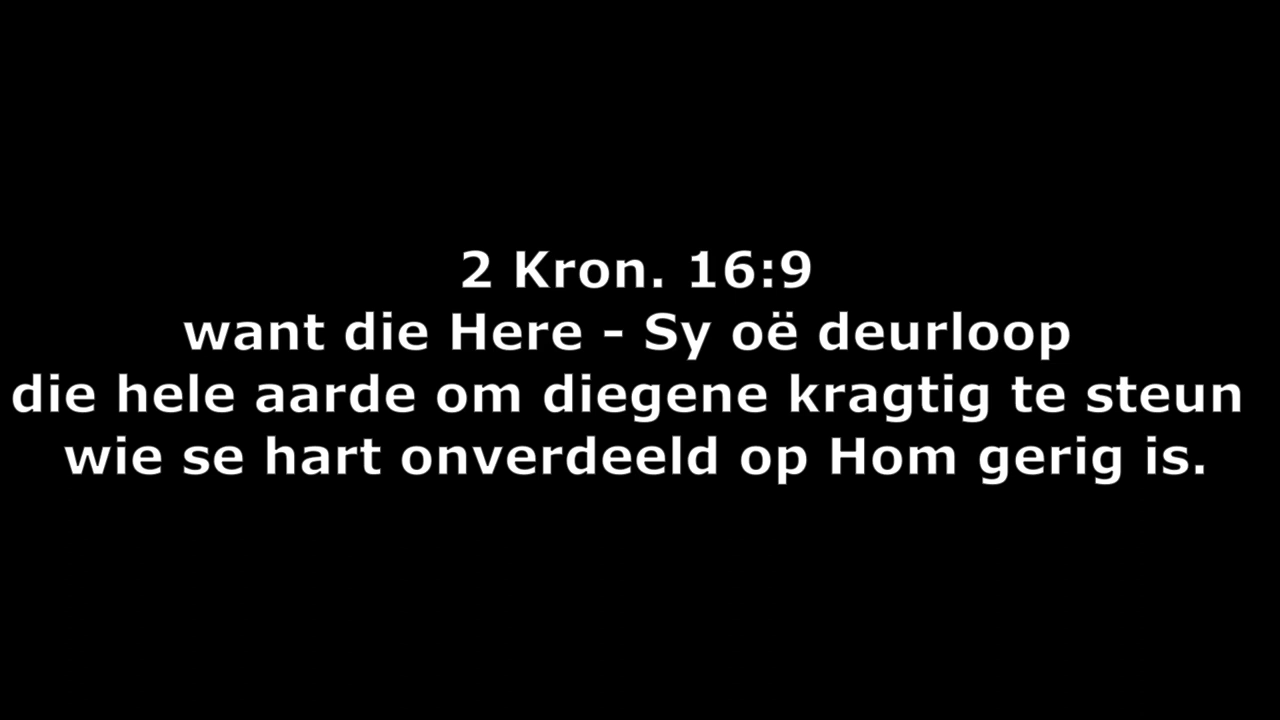 2 Kron. 16:9
want die Here - Sy oë deurloop
die hele aarde om diegene kragtig te steun
wie se hart onverdeeld op Hom gerig is.